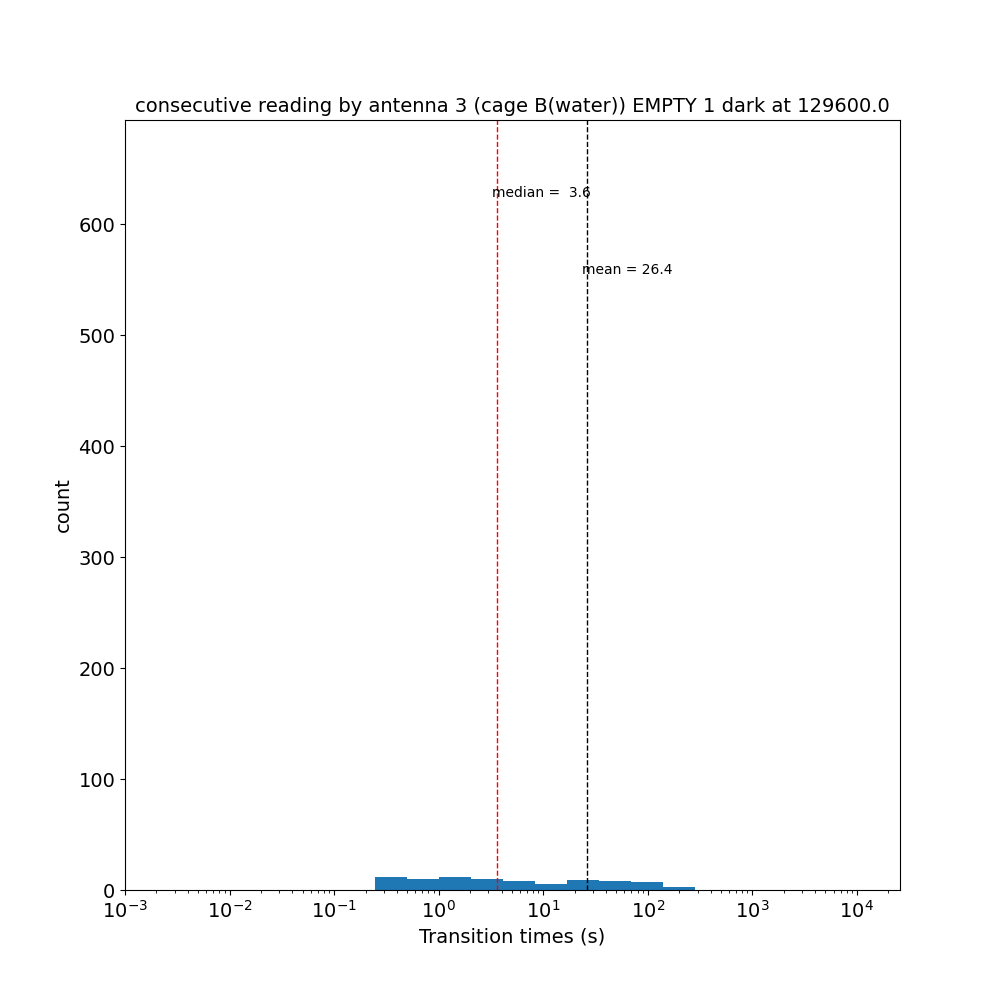 consecutive reading by antenna 3 (cage B(water)) EMPTY 1 dark at 129600.0
median =  3.6
mean = 26.4
600
500
400
300
200
100
0
count
10⁻³ 10⁻² 10⁻¹ 10⁰ 10¹ 10² 10³ 10⁴
Transition times (s)